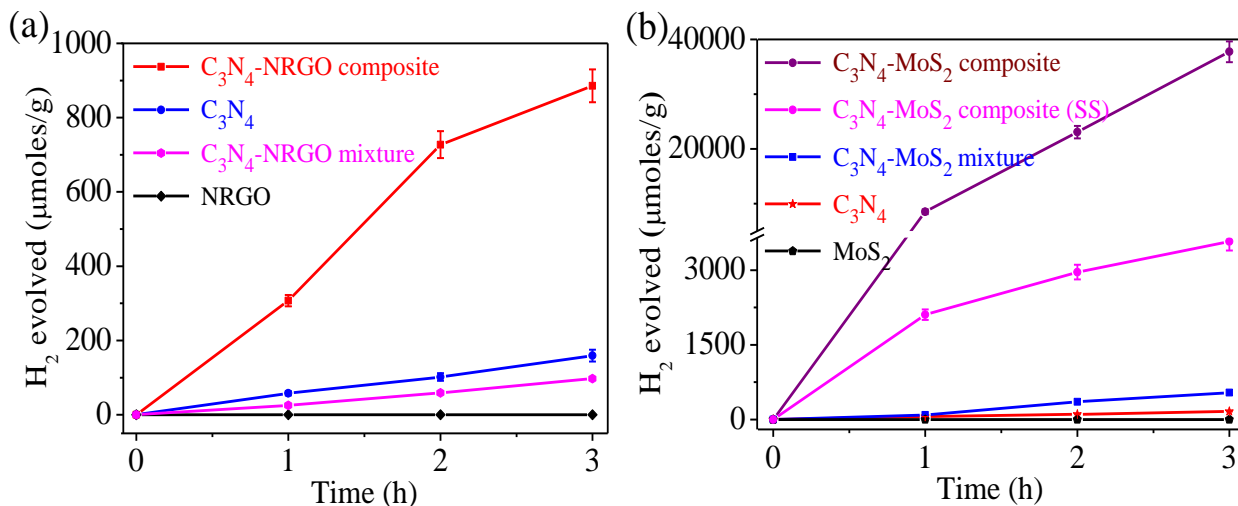 (a)
1000
800
600
400
200
0
H₂ evolved (μmoles/g)
C₃N₄-NRGO composite
C₃N₄
C₃N₄-NRGO mixture
NRGO
0 1 2 3
Time (h)
(b)
40000
20000
3000
1500
0
H₂ evolved (μmoles/g)
C₃N₄-MoS₂ composite
C₃N₄-MoS₂ composite (SS)
C₃N₄-MoS₂ mixture
C₃N₄
MoS₂
0 1 2 3
Time (h)